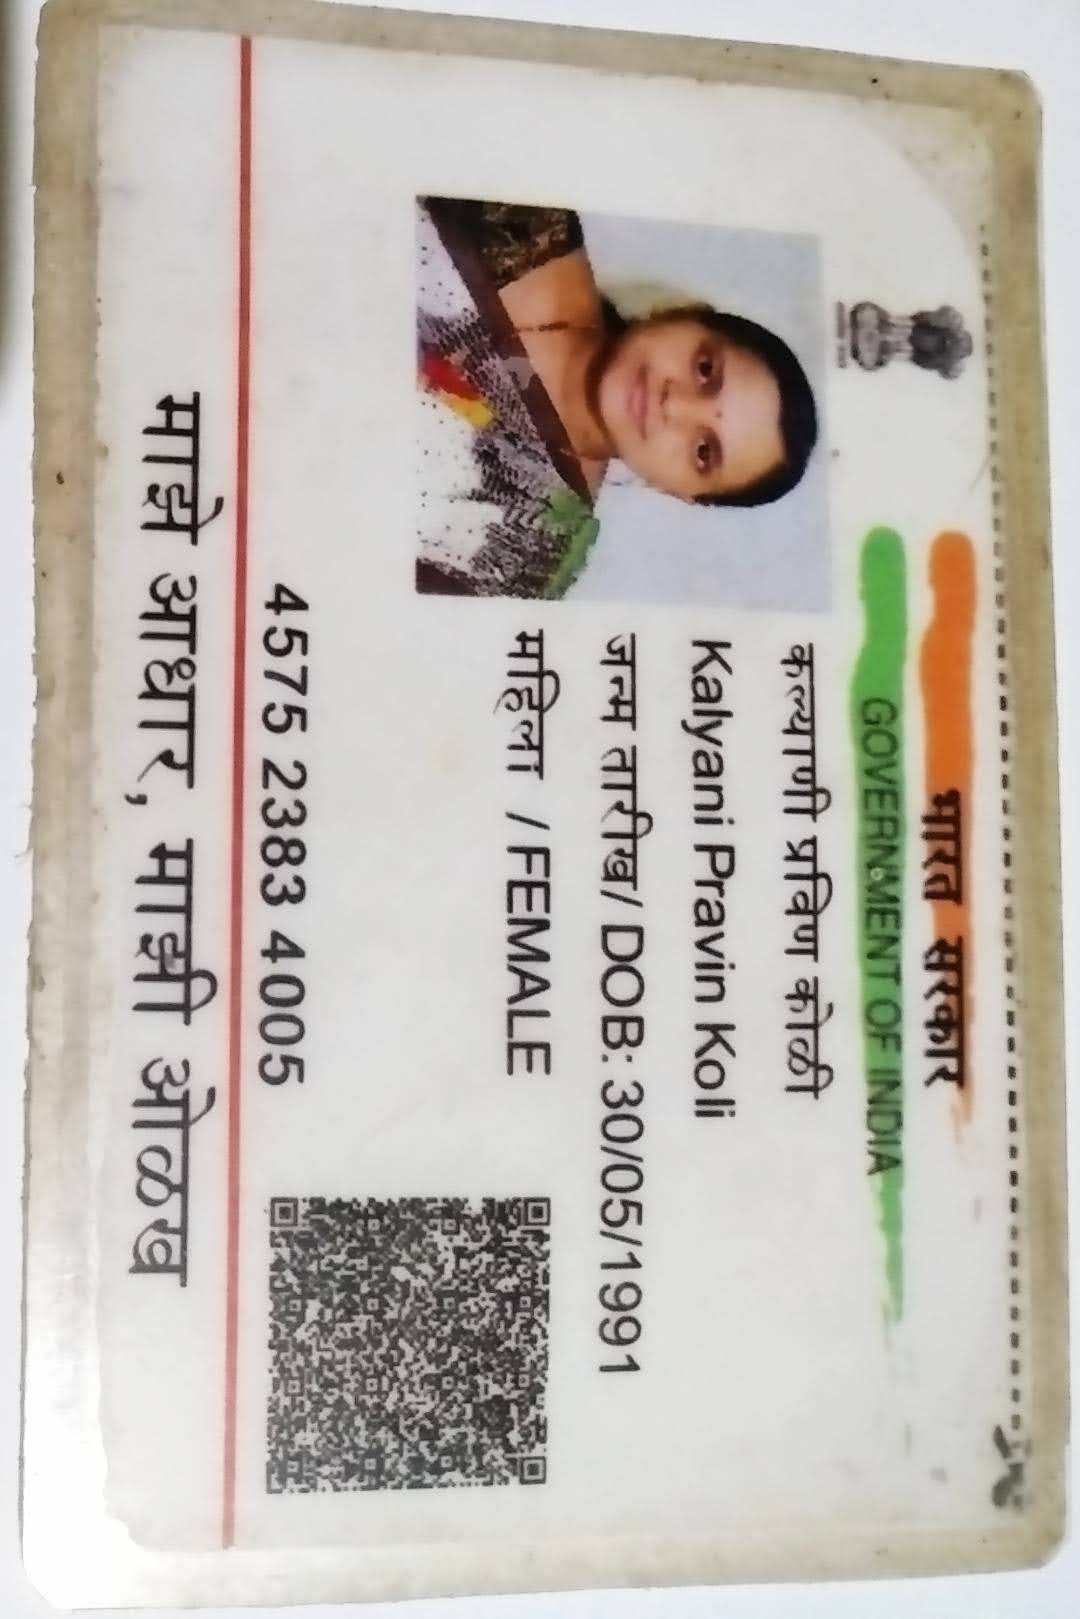 भारत सरकार
GOVERNMENT OF INDIA
कल्याणी प्रविण कोळी
Kalyani Pravin Koli
जन्म तारीख/ DOB: 30/05/1991
महिला / FEMALE
4575 2383 4005
माझे आधार, माझी ओळख